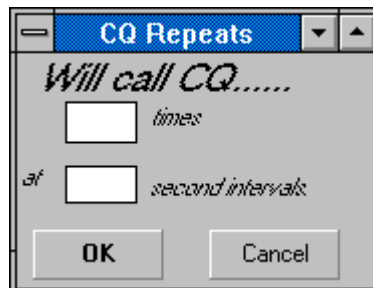 CQ Repeats
Will call CQ......
times
at
second intervals.
OK
Cancel